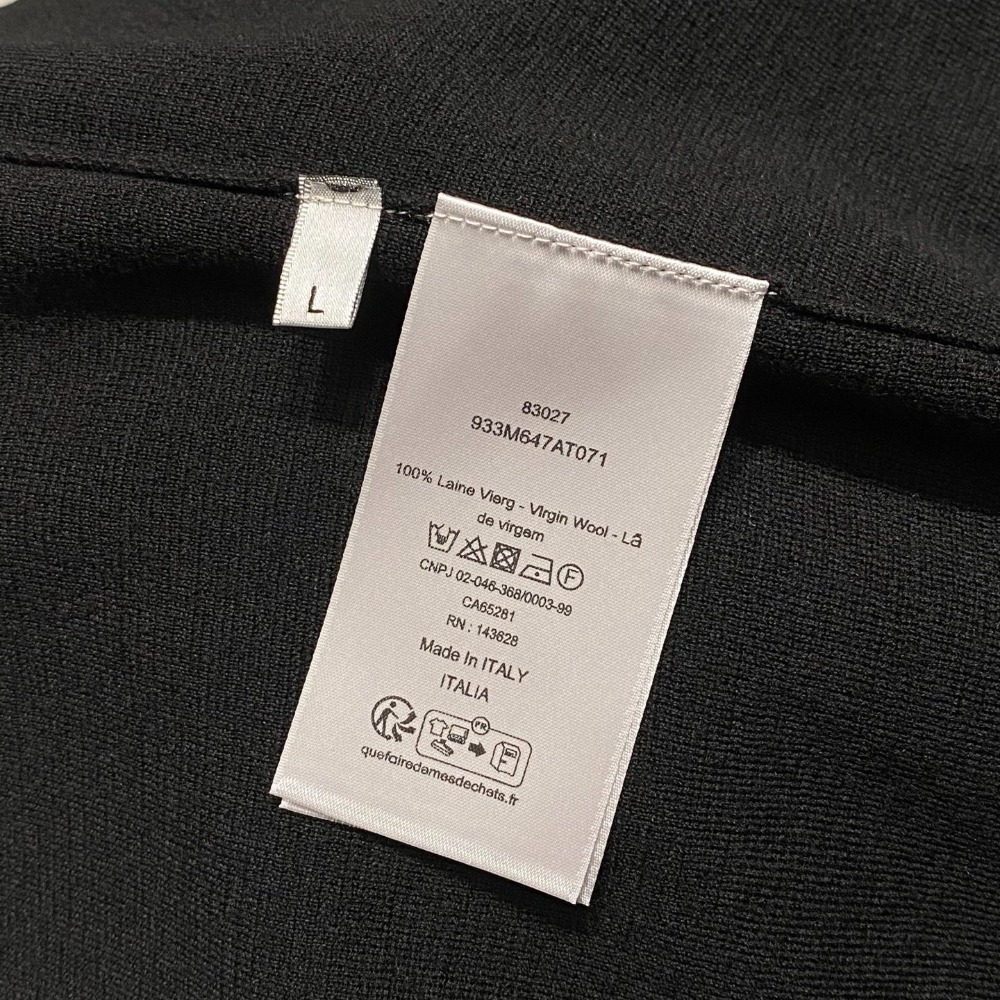 L
83027
933M647AT071
100% Laine Vierg - VIrgin Wool - Lã
de virgem
F
CNPJ 02-046-368/0003-99
CA65281
RN : 143628
Made In ITALY
ITALIA
FR
quefairedemesdechets.fr